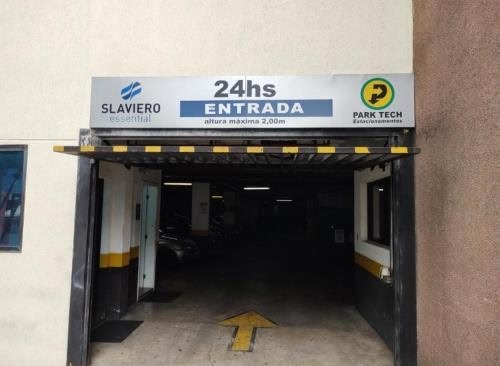 SLAVIERO
essential
24hs
ENTRADA
altura máxima 2,00m
PARK TECH
Estacionamentos